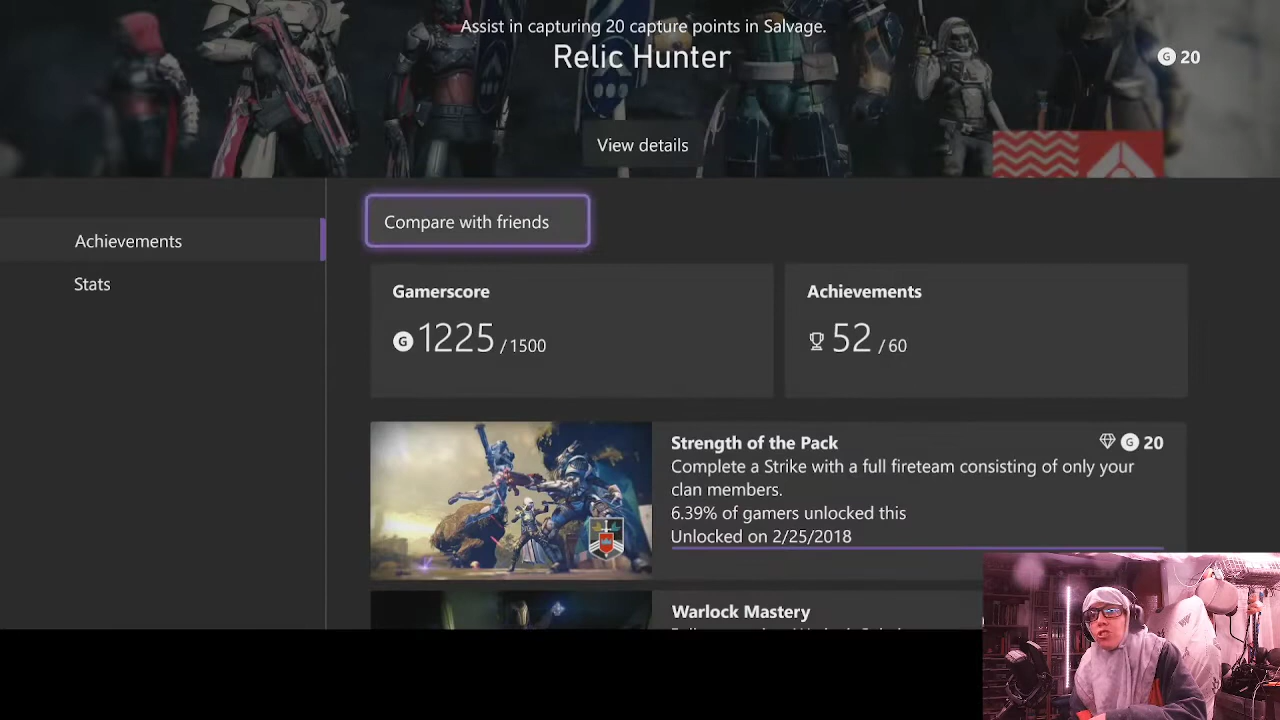 Assist in capturing 20 capture points in Salvage.
Relic Hunter
G 20
View details
Achievements
Stats
Compare with friends
Gamerscore
G 1225 / 1500
Achievements
52 / 60
Strength of the Pack
G 20
Complete a Strike with a full fireteam consisting of only your
clan members.
6.39% of gamers unlocked this
Unlocked on 2/25/2018
Warlock Mastery